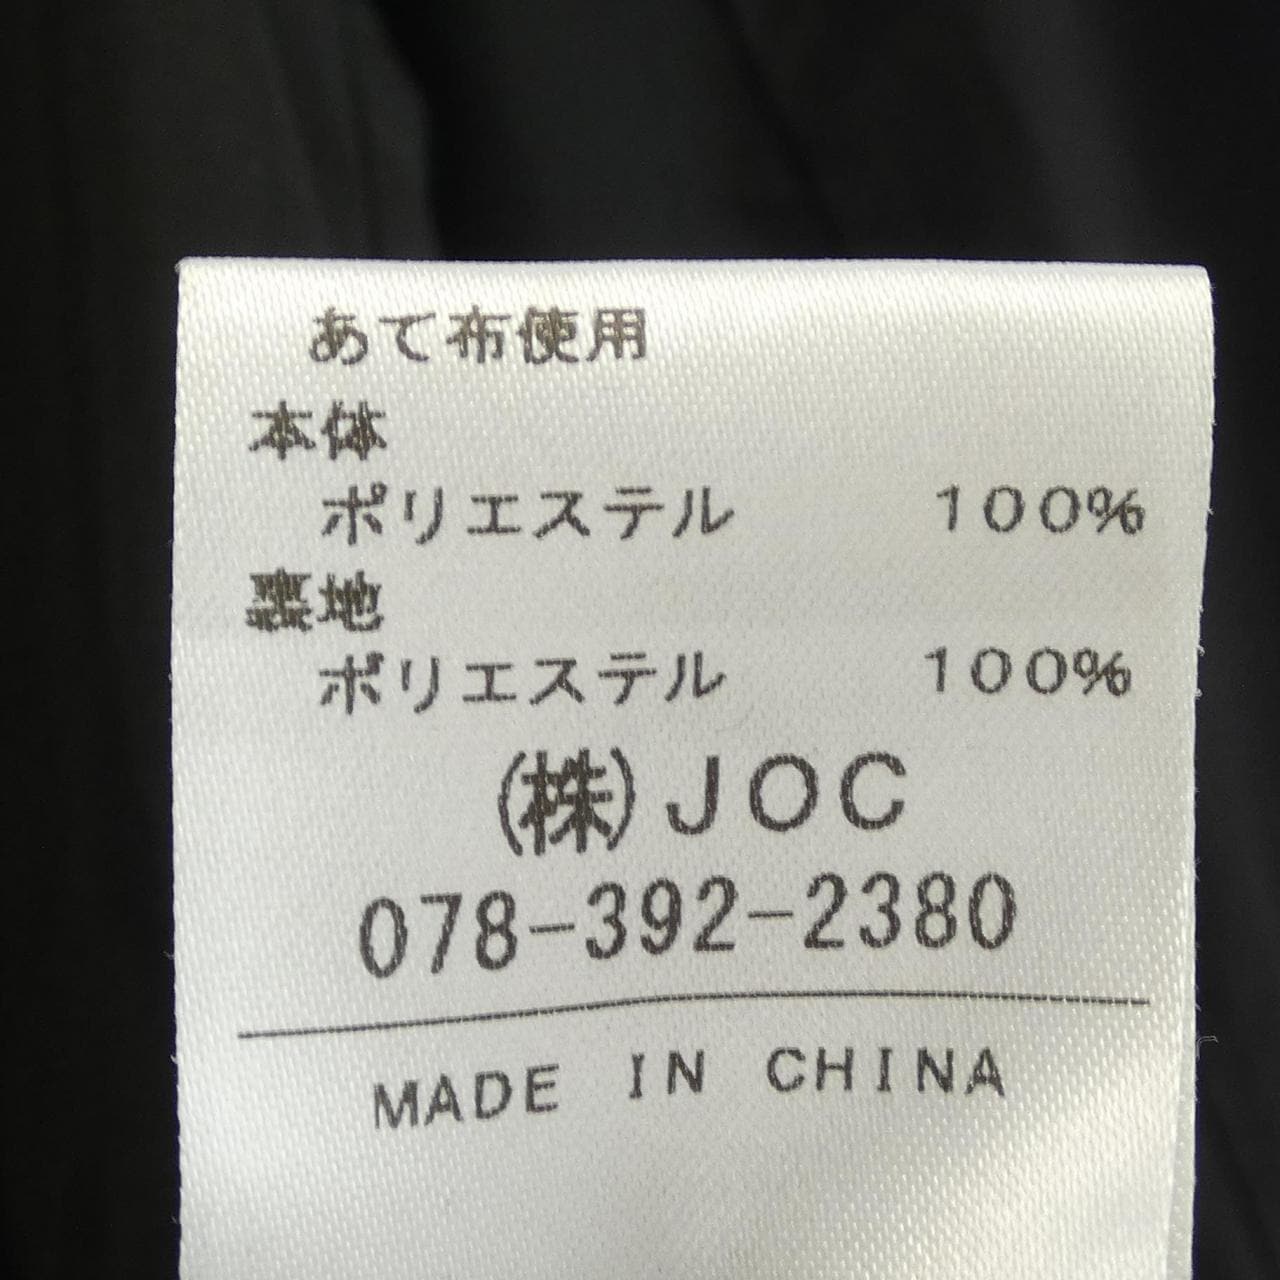 あて布使用
本体
ポリエステル 100%
裏地
ポリエステル 100%
(株)JOC
078-392-2380
MADE IN CHINA